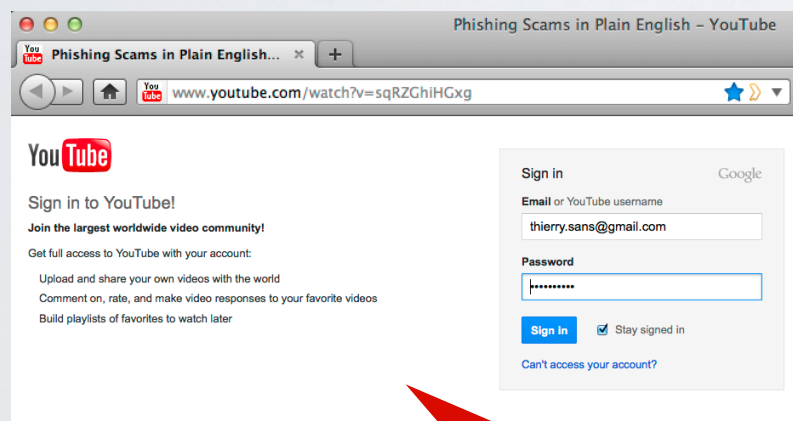 Phishing Scams in Plain English – YouTube
You Tube Phishing Scams in Plain English... × +
You Tube www.youtube.com/watch?v=sqRZGhiHGxg
You Tube
Sign in to YouTube!
Join the largest worldwide video community!
Get full access to YouTube with your account:
Upload and share your own videos with the world
Comment on, rate, and make video responses to your favorite videos
Build playlists of favorites to watch later
Sign in Google
Email or YouTube username
thierry.sans@gmail.com
Password
••••••••••
Sign in Stay signed in
Can't access your account?